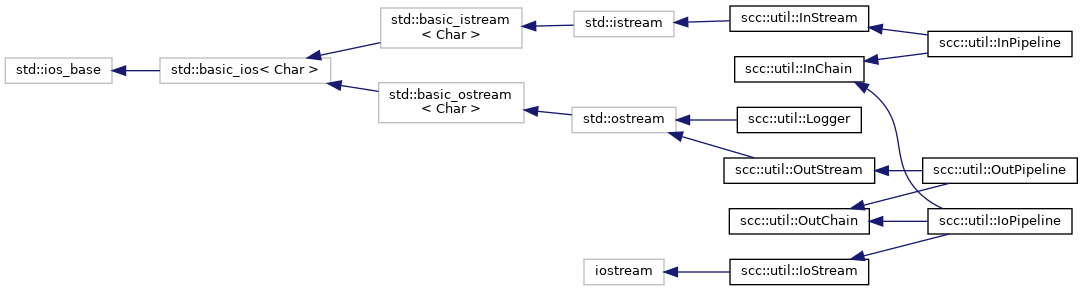 std::basic_istream
< Char >
std::istream
scc::util::InStream
scc::util::InPipeline
std::ios_base
std::basic_ios< Char >
scc::util::InChain
std::basic_ostream
< Char >
std::ostream
scc::util::Logger
scc::util::OutStream
scc::util::OutPipeline
scc::util::OutChain
scc::util::IoPipeline
iostream
scc::util::IoStream